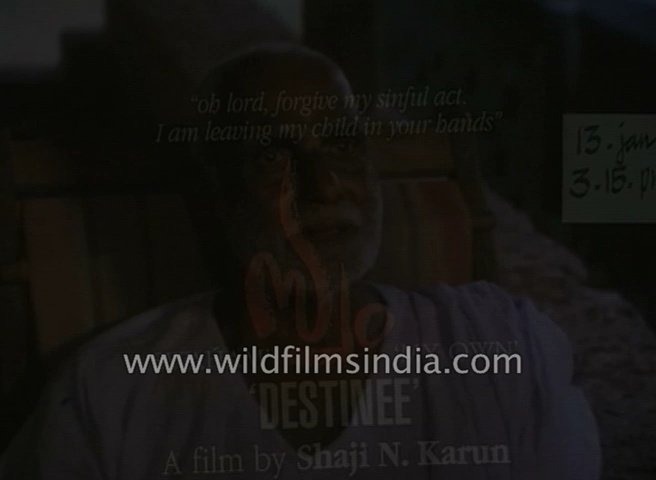 "oh lord, forgive my sinful act.
I am leaving my child in your hands"
13. jan
3.15. p
OWN'
www.wildfilmsindia.com
'DESTINEE'
A film by Shaji N. Karun